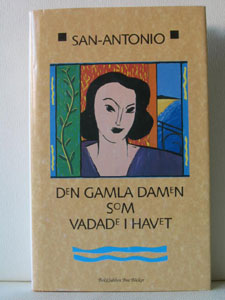 SAN-ANTONIO
DEN GAMLA DAMEN
SOM
VADADE I HAVET